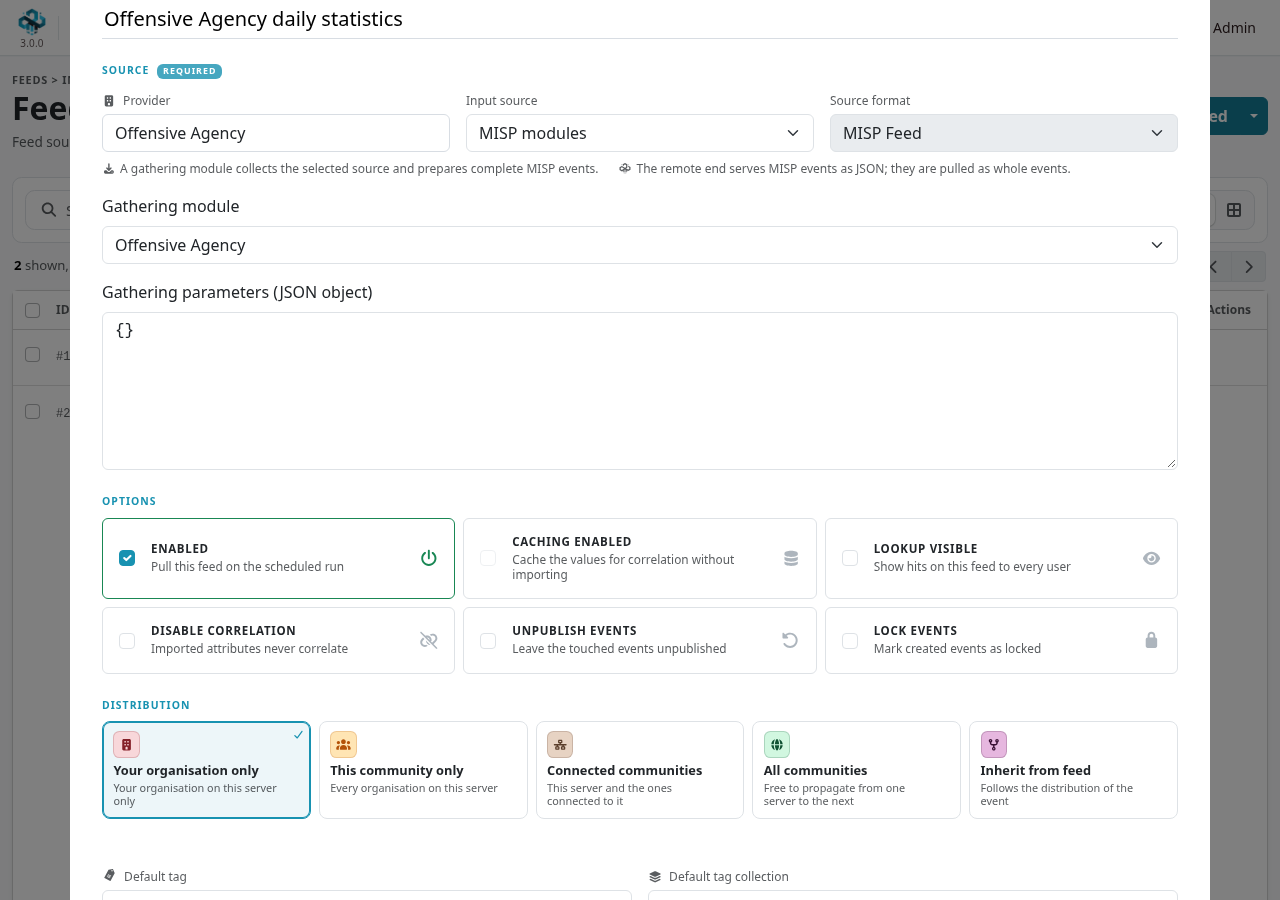 Offensive Agency daily statistics
3.0.0
Admin
FEEDS >
SOURCE REQUIRED
Provider
Input source
Source format
Offensive Agency
MISP modules
MISP Feed
Feed sou
A gathering module collects the selected source and prepares complete MISP events.
The remote end serves MISP events as JSON; they are pulled as whole events.
Gathering module
Offensive Agency
2 shown,
Gathering parameters (JSON object)
ID
Actions
{}
#1
#2
OPTIONS
ENABLED
Pull this feed on the scheduled run
CACHING ENABLED
Cache the values for correlation without
importing
LOOKUP VISIBLE
Show hits on this feed to every user
DISABLE CORRELATION
Imported attributes never correlate
UNPUBLISH EVENTS
Leave the touched events unpublished
LOCK EVENTS
Mark created events as locked
DISTRIBUTION
Your organisation only
Your organisation on this server
only
This community only
Every organisation on this server
Connected communities
This server and the ones
connected to it
All communities
Free to propagate from one
server to the next
Inherit from feed
Follows the distribution of the
event
Default tag
Default tag collection